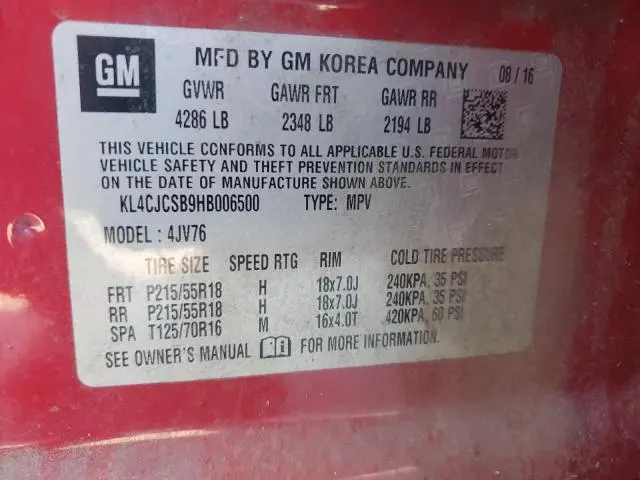 GM MFD BY GM KOREA COMPANY 08/16
GVWR GAWR FRT GAWR RR
4286 LB 2348 LB 2194 LB
THIS VEHICLE CONFORMS TO ALL APPLICABLE U.S. FEDERAL MOTOR
VEHICLE SAFETY AND THEFT PREVENTION STANDARDS IN EFFECT
ON THE DATE OF MANUFACTURE SHOWN ABOVE.
KL4CJCSB9HB006500 TYPE: MPV
MODEL: 4JV76
TIRE SIZE SPEED RTG RIM COLD TIRE PRESSURE
FRT P215/55R18 H 18x7.0J 240KPA, 35 PSI
RR P215/55R18 H 18x7.0J 240KPA, 35 PSI
SPA T125/70R16 M 16x4.0T 420KPA, 60 PSI
SEE OWNER'S MANUAL FOR MORE INFORMATION.